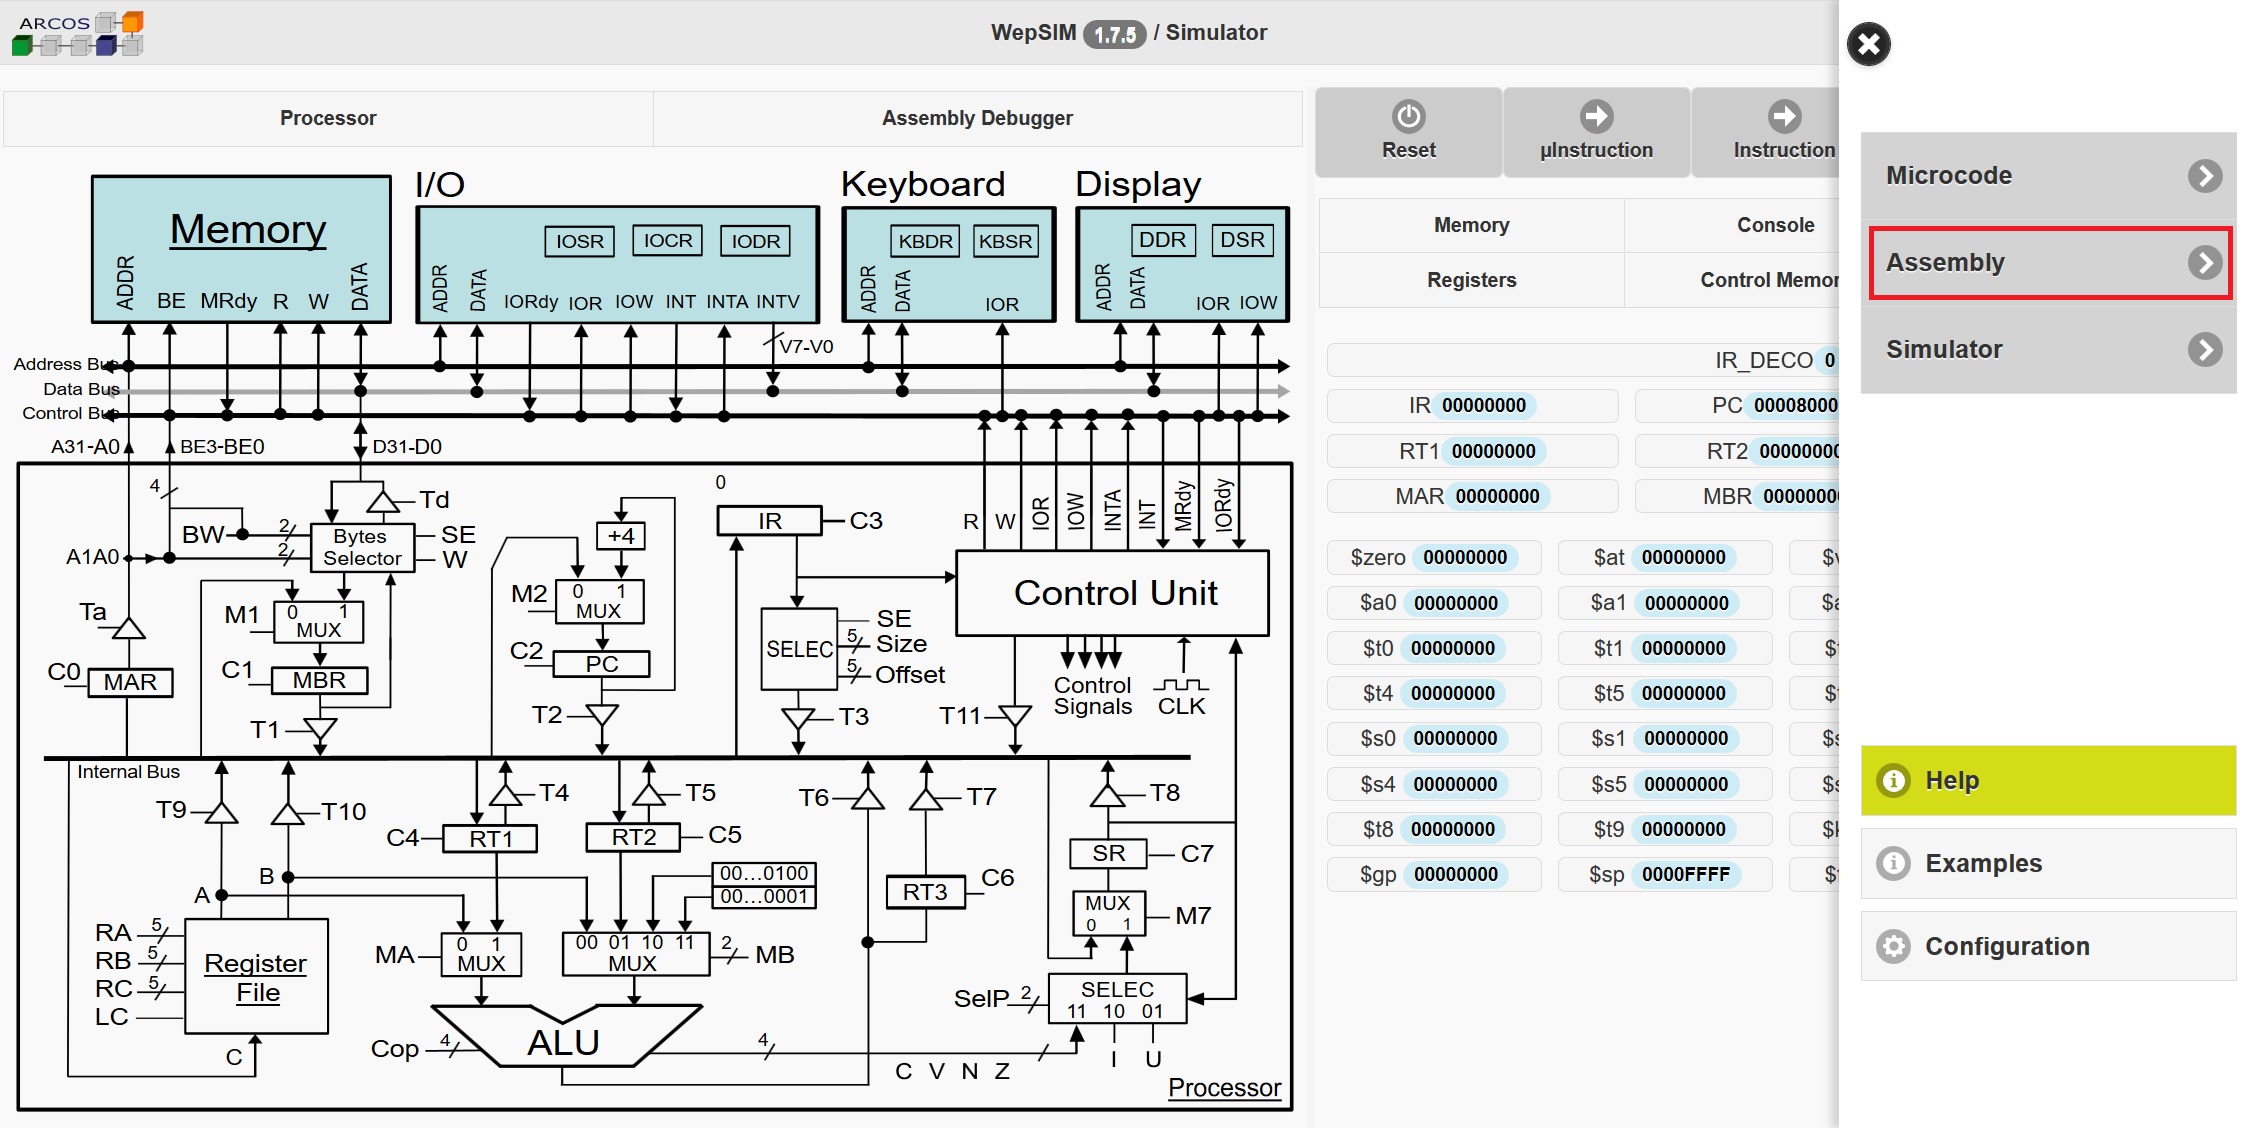 ARCOS
WepSIM 1.7.5 / Simulator
Processor
Assembly Debugger
Reset
µInstruction
Instruction
Microcode
Assembly
Simulator
Help
Examples
Configuration
Memory
Console
Registers
Control Memor
I/O
Keyboard
Display
Memory
IOSR
IOCR
IODR
KBDR
KBSR
DDR
DSR
ADDR
BE
MRdy
R
W
DATA
ADDR
DATA
IORdy
IOR
IOW
INT
INTA
INTV
ADDR
DATA
IOR
ADDR
DATA
IOR
IOW
V7-V0
Address Bus
Data Bus
Control Bus
A31-A0
BE3-BE0
D31-D0
4
Td
BW
2
2
Bytes
Selector
SE
W
A1A0
Ta
M1
0
1
MUX
C0
MAR
C1
MBR
T1
+4
M2
0
1
MUX
C2
PC
T2
0
IR
C3
SELEC
SE
5
Size
5
Offset
T3
R
W
IOR
IOW
INTA
INT
MRdy
IORdy
Control Unit
T11
Control
Signals
CLK
Internal Bus
T9
T10
T4
T5
T6
T7
T8
C4
RT1
RT2
C5
B
A
00...0100
00...0001
RT3
C6
SR
C7
MUX
0
1
M7
RA
5
RB
5
RC
5
LC
Register
File
C
MA
0
1
MUX
00
01
10
11
MUX
2
MB
SelP
2
SELEC
11
10
01
Cop
4
ALU
4
C
V
N
Z
I
U
Processor
IR_DECO 0
IR 00000000
PC 00008000
RT1 00000000
RT2 0000000
MAR 00000000
MBR 0000000
$zero 00000000
$at 00000000
$a0 00000000
$a1 00000000
$t0 00000000
$t1 00000000
$t4 00000000
$t5 00000000
$s0 00000000
$s1 00000000
$s4 00000000
$s5 00000000
$t8 00000000
$t9 00000000
$gp 00000000
$sp 0000FFFF